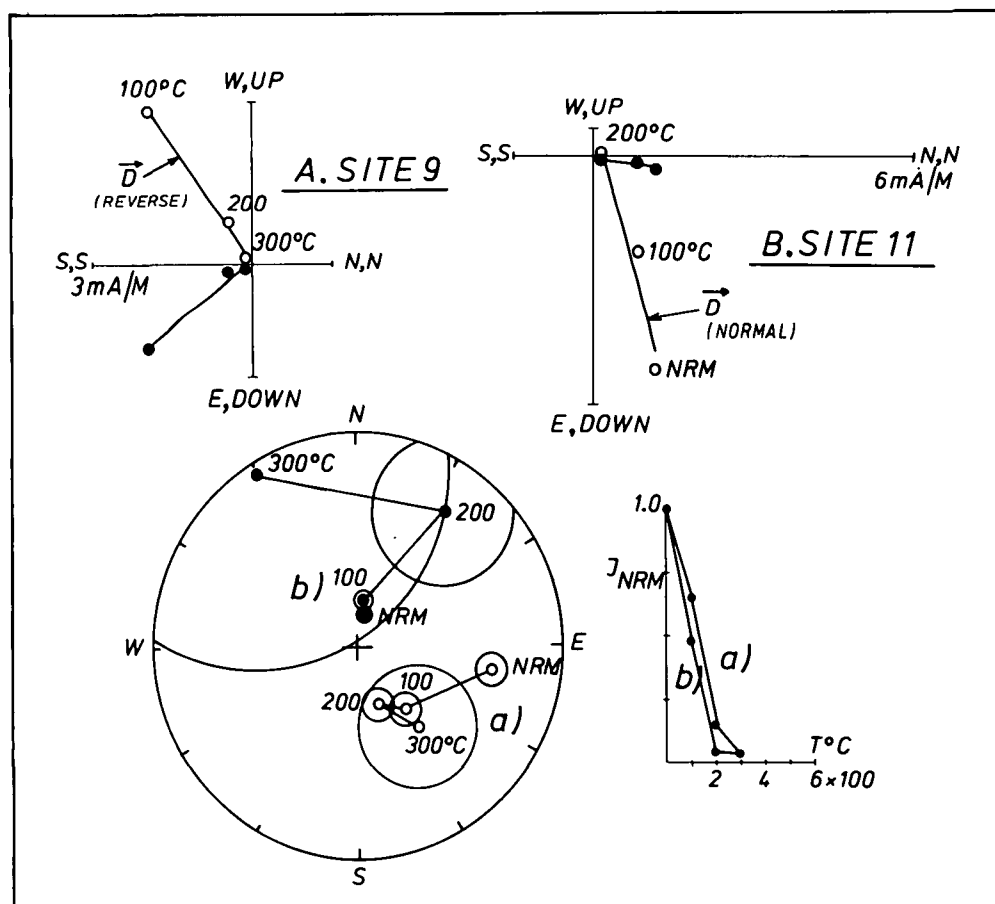 W, UP
100°C
D
(REVERSE)
A. SITE 9
200
300°C
S, S
N, N
3mA/M
E, DOWN
W, UP
200°C
S, S
N, N
6mA/M
100°C
B. SITE 11
D
(NORMAL)
NRM
E, DOWN
N
300°C
200
100
b)
NRM
W
E
NRM
100
200
a)
300°C
S
1.0
JNRM
a)
b)
T°C
2
4
6×100